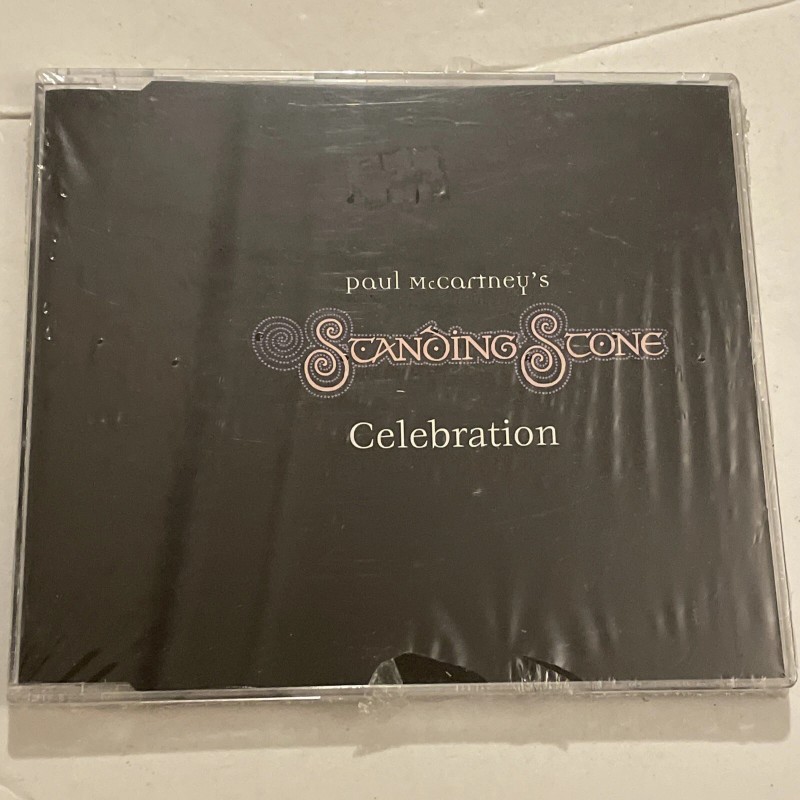 paul McCartney's
Standing Stone
Celebration